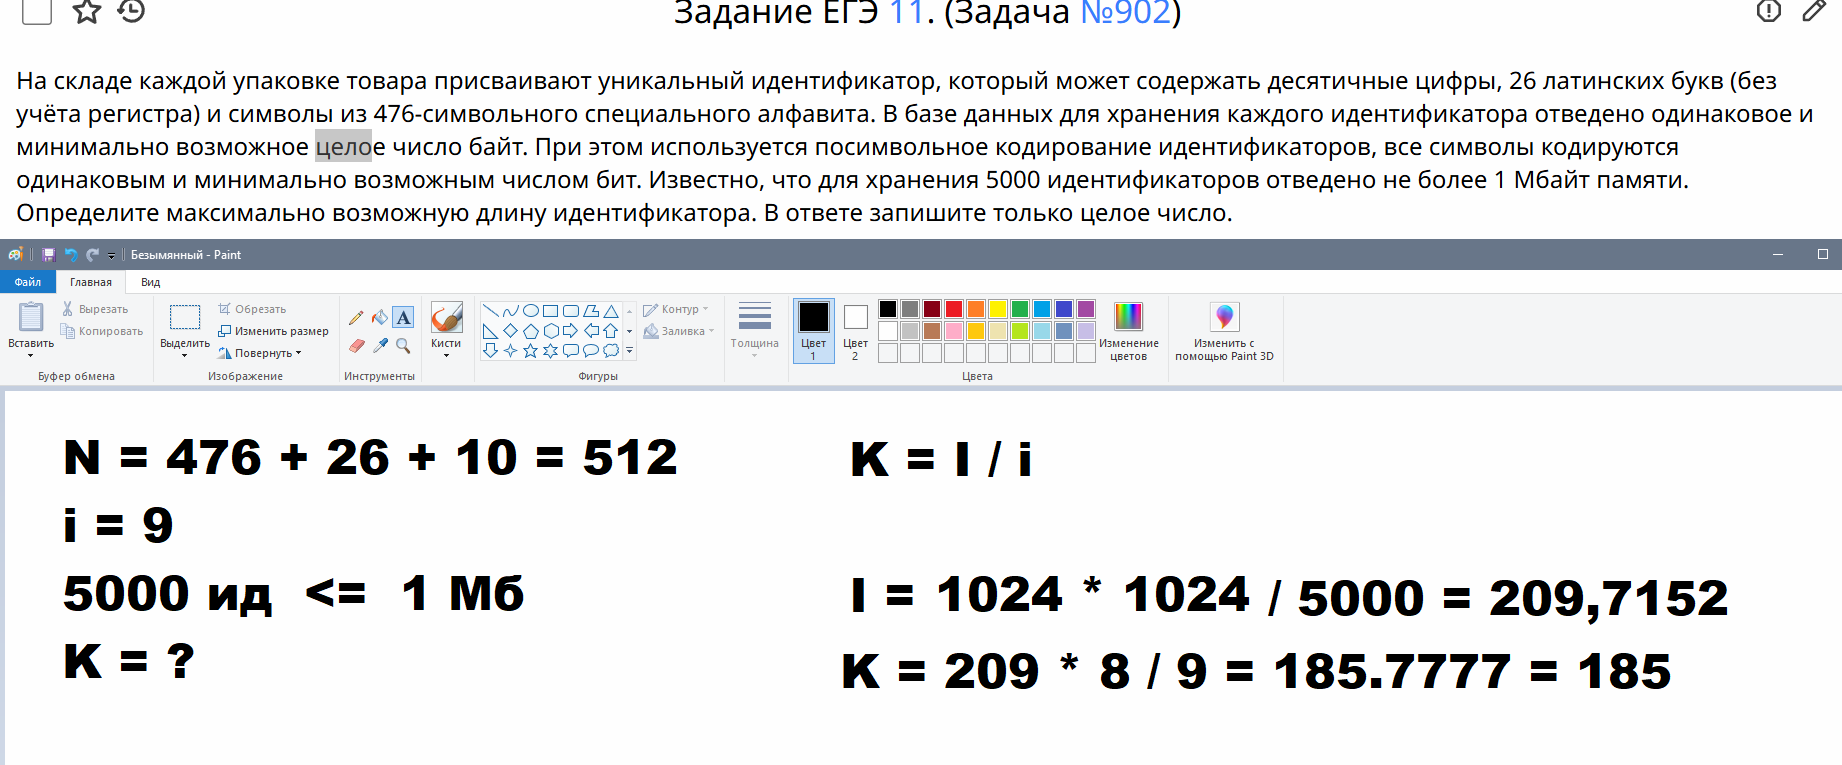 Задание ЕГЭ 11. (Задача №902)
На складе каждой упаковке товара присваивают уникальный идентификатор, который может содержать десятичные цифры, 26 латинских букв (без
учёта регистра) и символы из 476-символьного специального алфавита. В базе данных для хранения каждого идентификатора отведено одинаковое и
минимально возможное целое число байт. При этом используется посимвольное кодирование идентификаторов, все символы кодируются
одинаковым и минимально возможным числом бит. Известно, что для хранения 5000 идентификаторов отведено не более 1 Мбайт памяти.
Определите максимально возможную длину идентификатора. В ответе запишите только целое число.
Безымянный - Paint
Файл Главная Вид
Вставить
Вырезать
Копировать
Буфер обмена
Выделить
Обрезать
Изменить размер
Повернуть
Изображение
A
Инструменты
Кисти
Контур
Заливка
Фигуры
Толщина
Цвет 1
Цвет 2
Изменение цветов
Цвета
Изменить с помощью Paint 3D
N = 476 + 26 + 10 = 512
i = 9
5000 ид <= 1 Мб
K = ?
K = I / i
I = 1024 * 1024 / 5000 = 209,7152
K = 209 * 8 / 9 = 185.7777 = 185